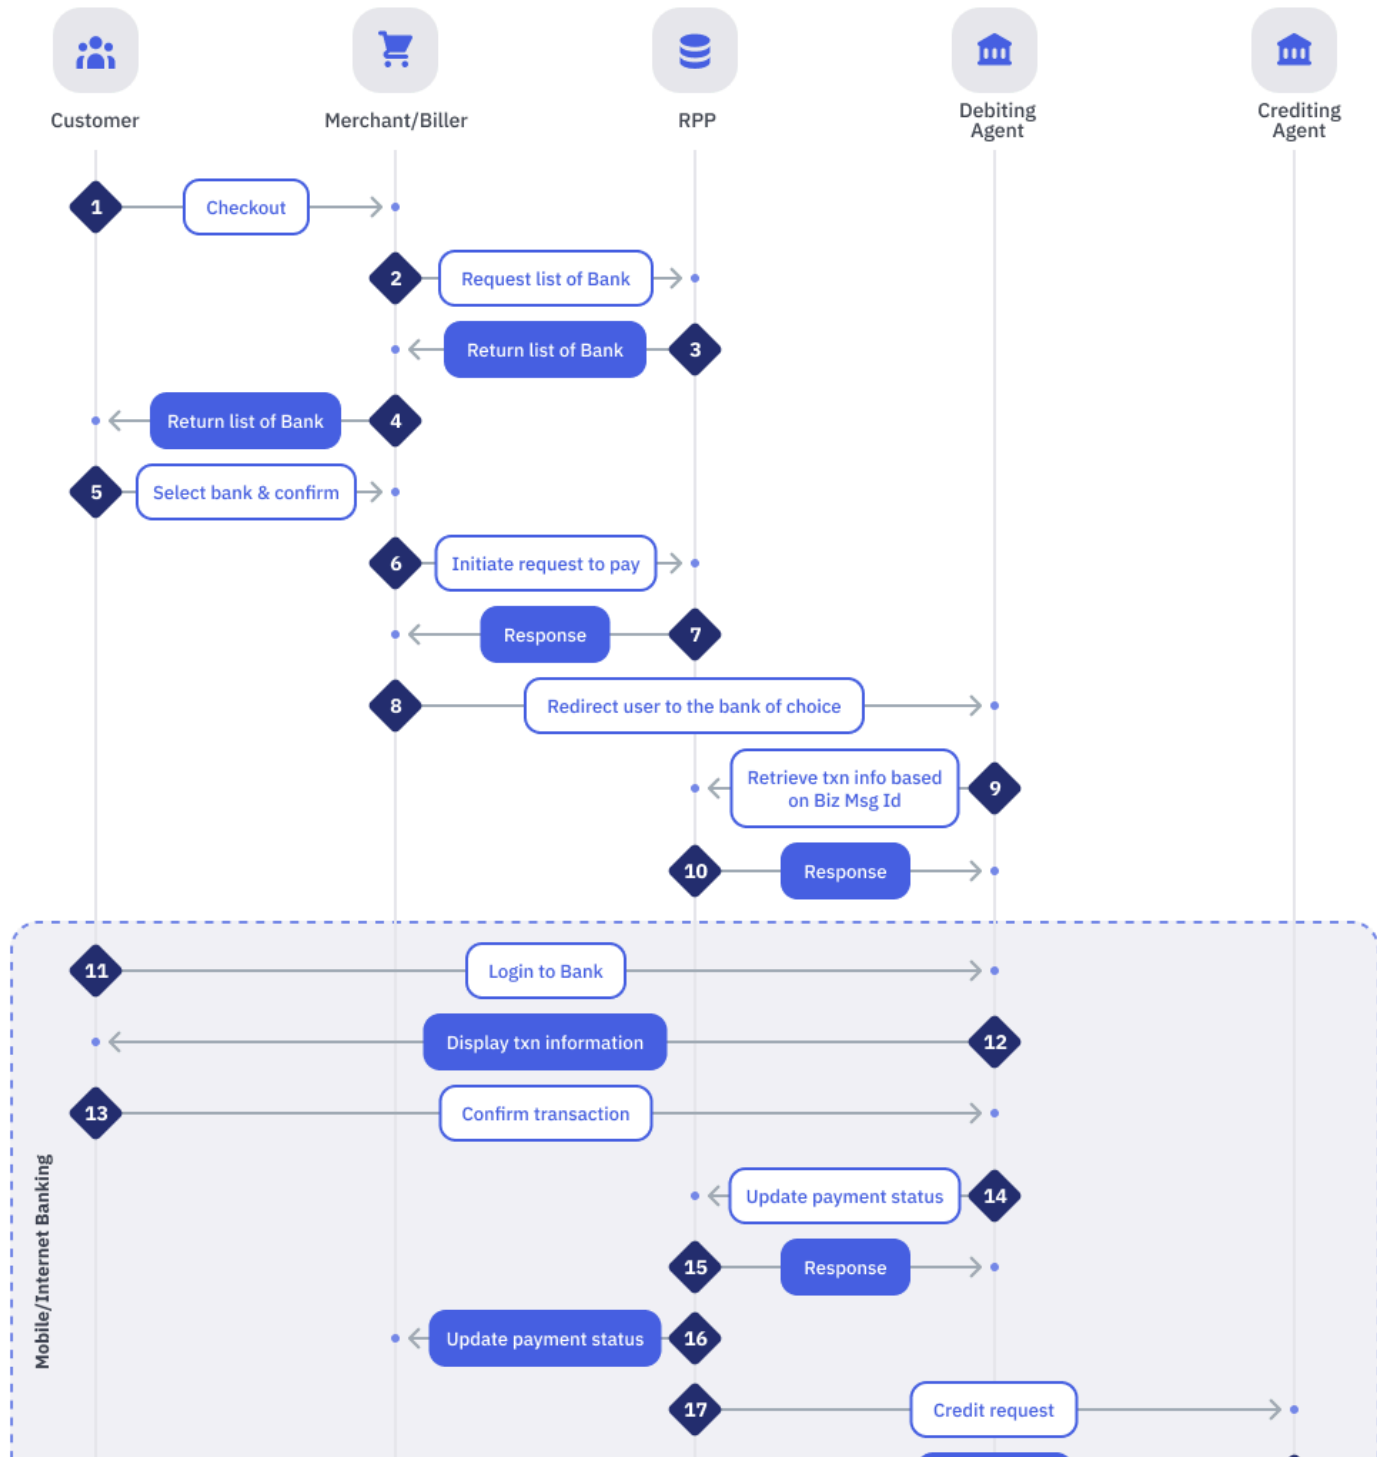 Customer
Merchant/Biller
RPP
Debiting
Agent
Crediting
Agent
1
Checkout
2
Request list of Bank
Return list of Bank
3
Return list of Bank
4
5
Select bank & confirm
6
Initiate request to pay
Response
7
8
Redirect user to the bank of choice
Retrieve txn info based
on Biz Msg Id
9
10
Response
11
Login to Bank
Display txn information
12
13
Confirm transaction
Mobile/Internet Banking
Update payment status
14
15
Response
Update payment status
16
17
Credit request